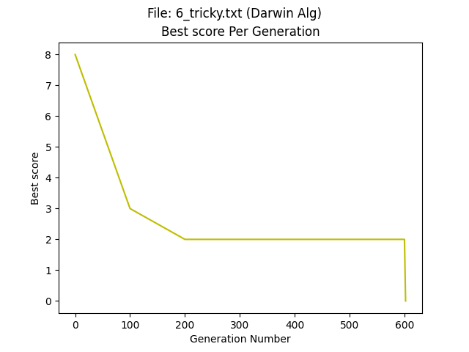 File: 6_tricky.txt (Darwin Alg)
Best score Per Generation
8
7
6
5
4
3
2
1
0
Best score
0 100 200 300 400 500 600
Generation Number